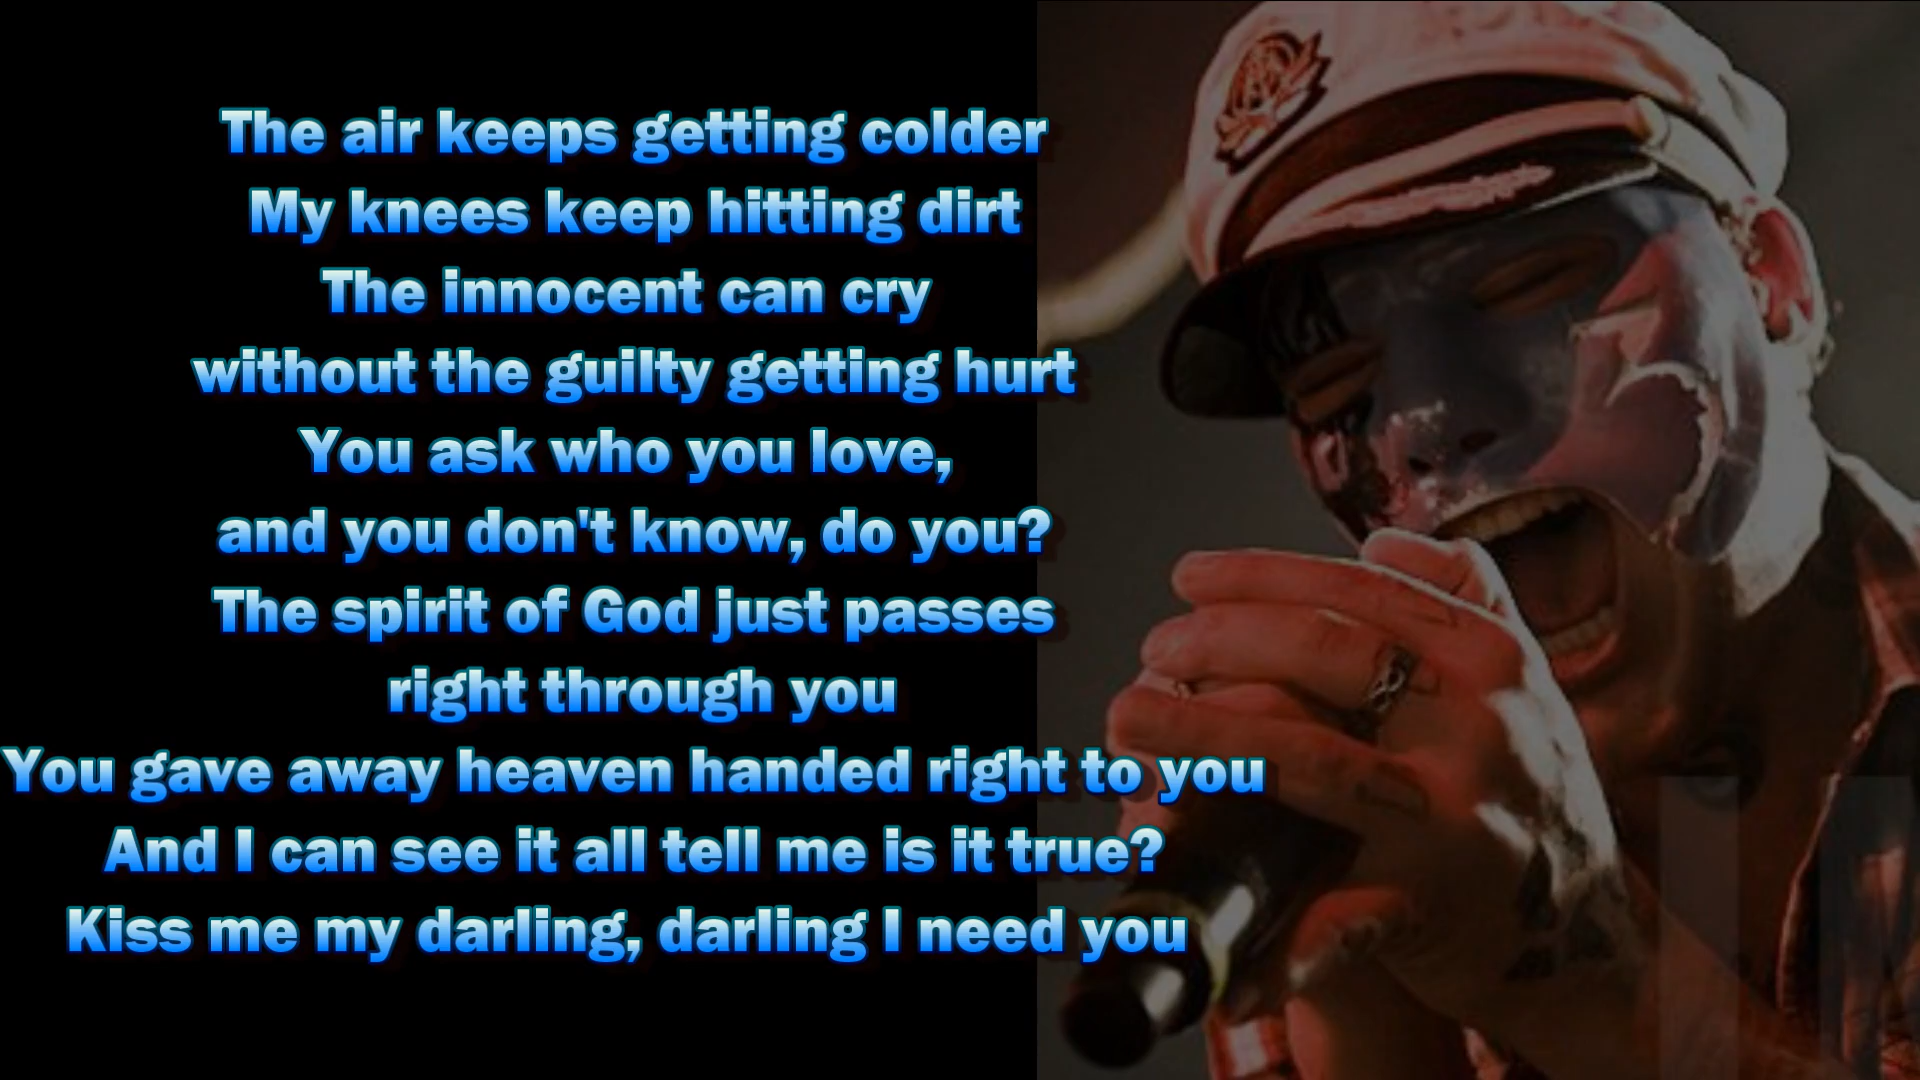 The air keeps getting colder
My knees keep hitting dirt
The innocent can cry
without the guilty getting hurt
You ask who you love,
and you don't know, do you?
The spirit of God just passes
right through you
You gave away heaven handed right to you
And I can see it all tell me is it true?
Kiss me my darling, darling I need you